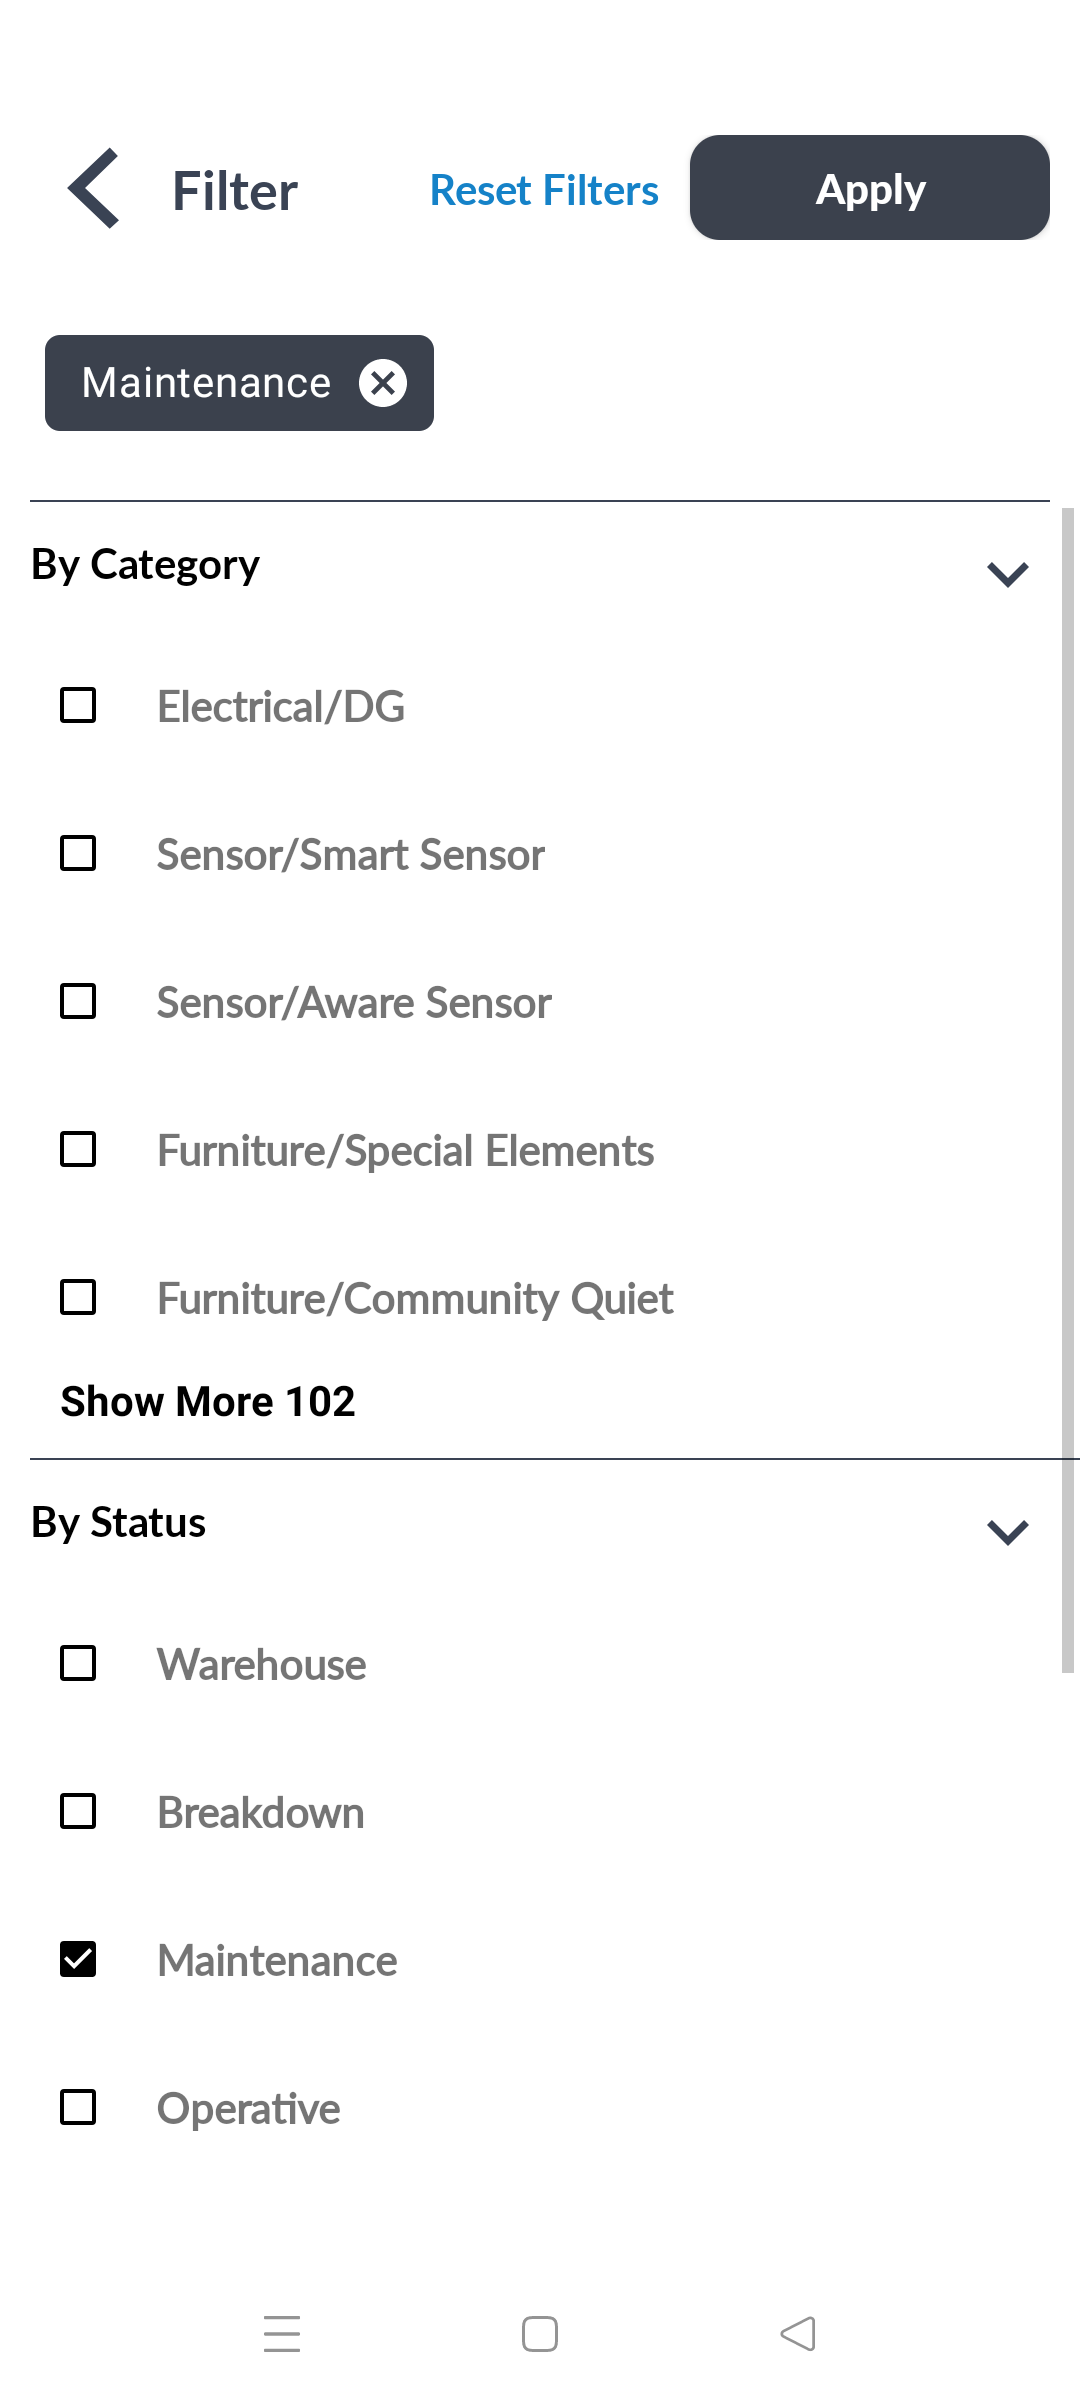 Filter Reset Filters Apply
Maintenance
By Category
Electrical/DG
Sensor/Smart Sensor
Sensor/Aware Sensor
Furniture/Special Elements
Furniture/Community Quiet
Show More 102
By Status
Warehouse
Breakdown
Maintenance
Operative